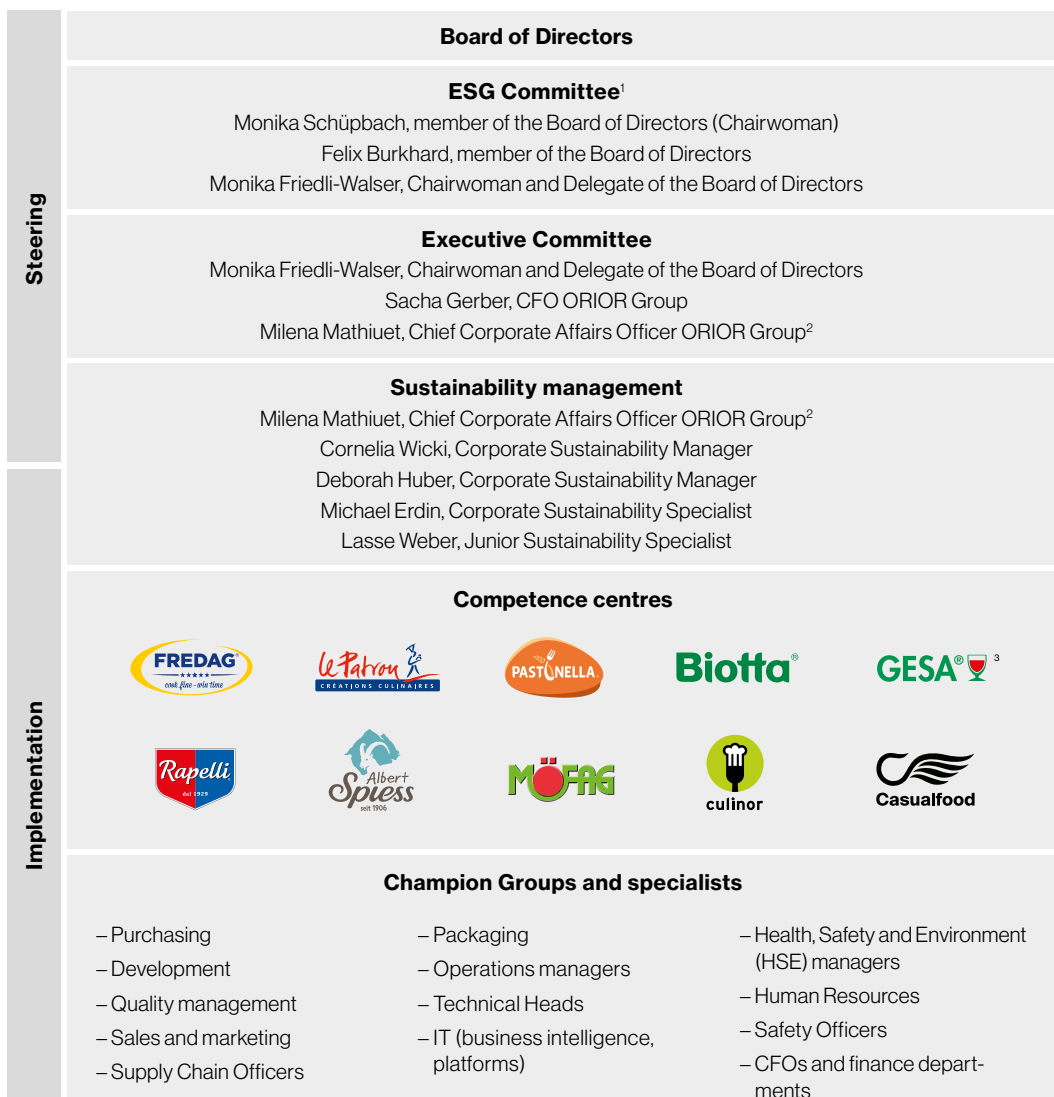 Steering
Board of Directors
ESG Committee¹
Monika Schüpbach, member of the Board of Directors (Chairwoman)
Felix Burkhard, member of the Board of Directors
Monika Friedli-Walser, Chairwoman and Delegate of the Board of Directors
Executive Committee
Monika Friedli-Walser, Chairwoman and Delegate of the Board of Directors
Sacha Gerber, CFO ORIOR Group
Milena Mathiuet, Chief Corporate Affairs Officer ORIOR Group²
Sustainability management
Milena Mathiuet, Chief Corporate Affairs Officer ORIOR Group²
Cornelia Wicki, Corporate Sustainability Manager
Deborah Huber, Corporate Sustainability Manager
Michael Erdin, Corporate Sustainability Specialist
Lasse Weber, Junior Sustainability Specialist
Implementation
Competence centres
FREDAG®
cook fine - win time
le Patron
CRÉATIONS CULINAIRES
PASTINELLA
Biotta®
GESA® ³
Rapelli
dal 1929
Albert
Spiess
seit 1906
MÖFAG
culinor
Casualfood
Champion Groups and specialists
– Purchasing
– Development
– Quality management
– Sales and marketing
– Supply Chain Officers
– Packaging
– Operations managers
– Technical Heads
– IT (business intelligence,
platforms)
– Health, Safety and Environment
(HSE) managers
– Human Resources
– Safety Officers
– CFOs and finance depart-
ments